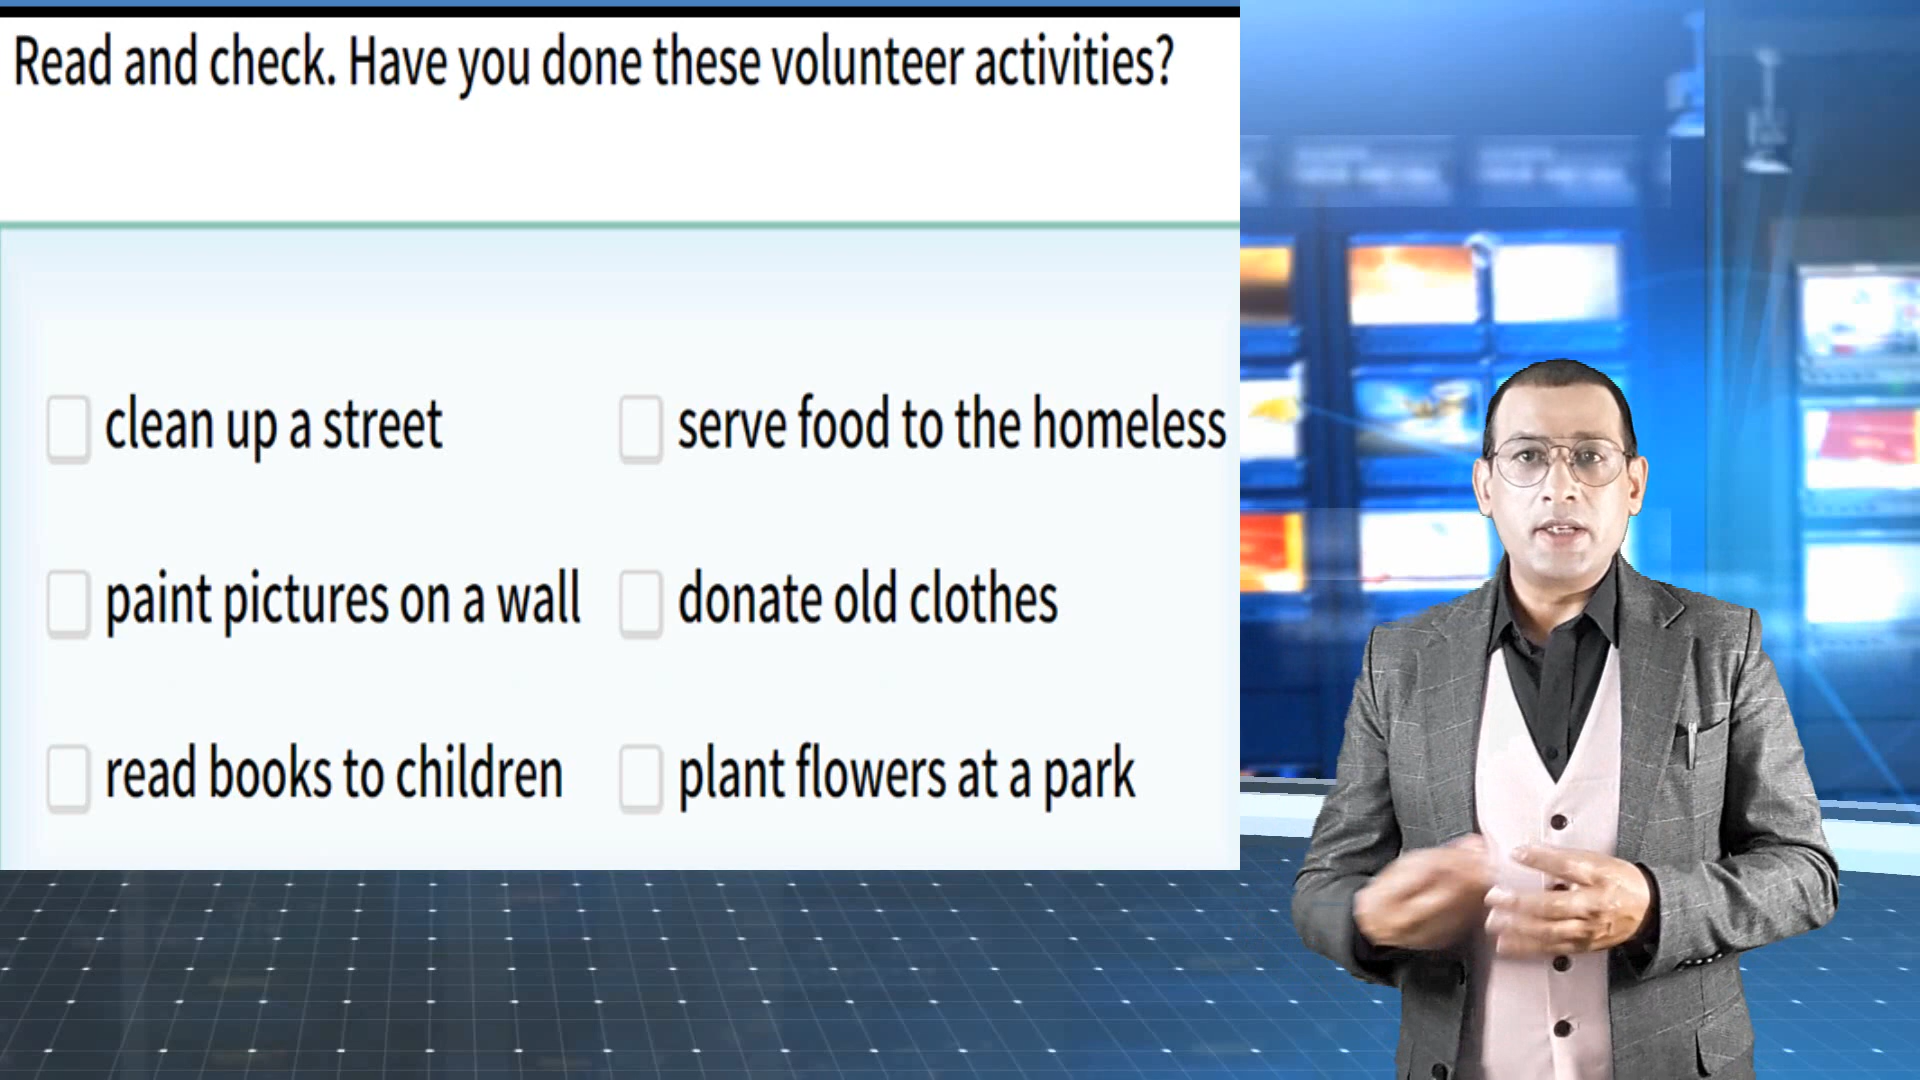 Read and check. Have you done these volunteer activities?
clean up a street
serve food to the homeless
paint pictures on a wall
donate old clothes
read books to children
plant flowers at a park